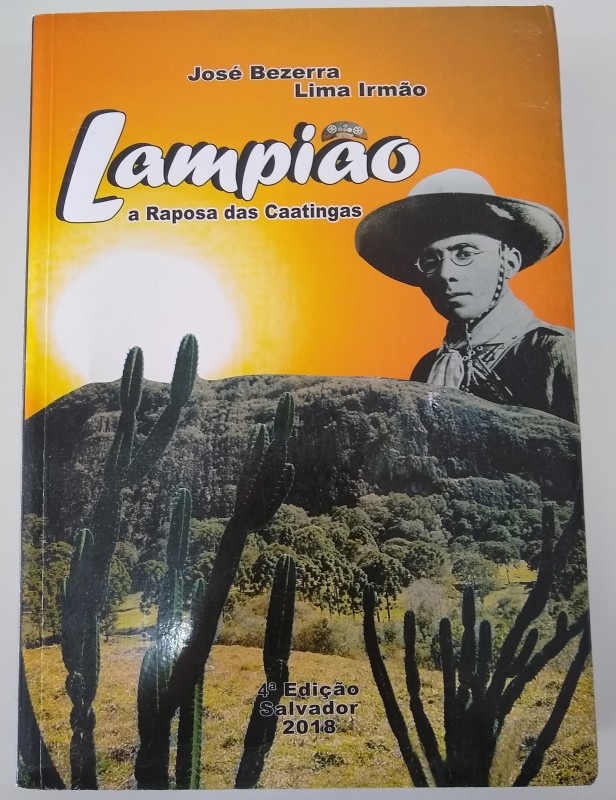 José Bezerra
Lima Irmão
Lampião
a Raposa das Caatingas
4ª Edição
Salvador
2018